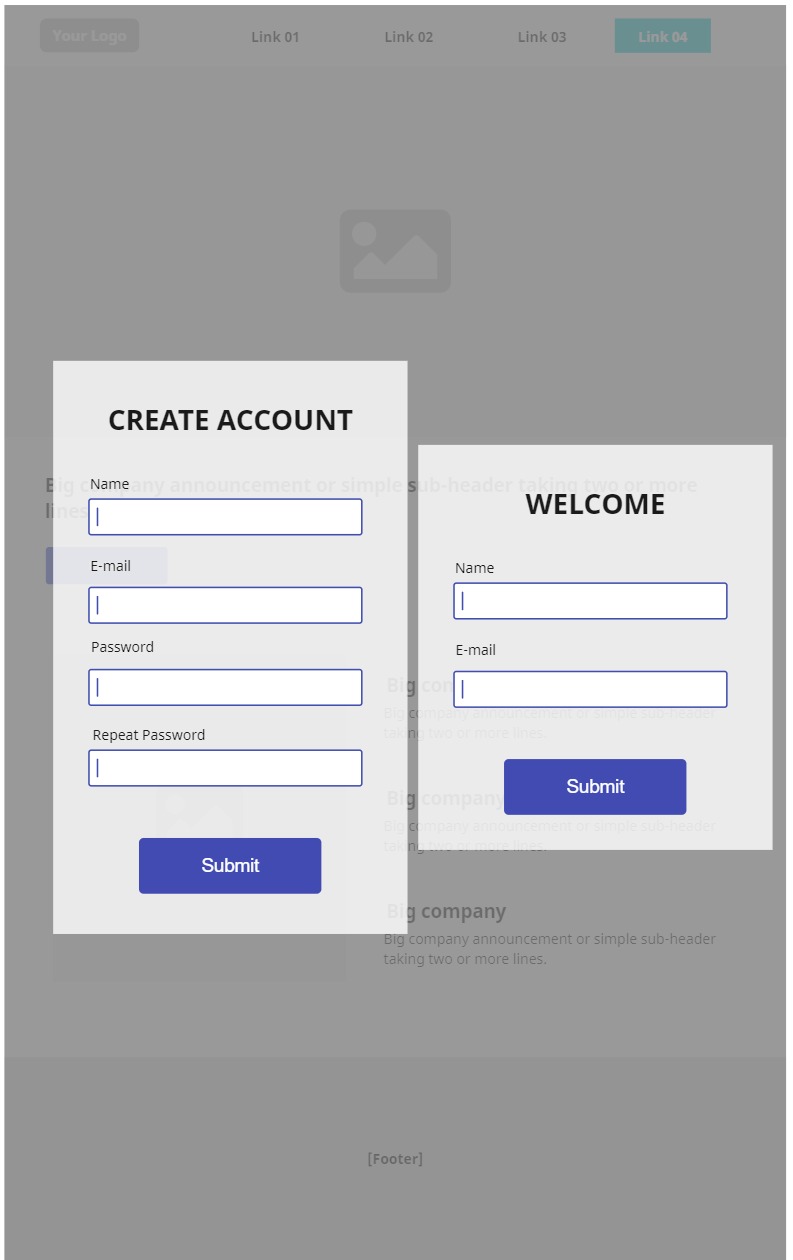 Your Logo
Link 01
Link 02
Link 03
Link 04
CREATE ACCOUNT
Big company announcement or simple sub-header taking two or more
lines
Name
E-mail
Password
Repeat Password
Submit
WELCOME
Name
E-mail
Submit
Big com
Big company announcement or simple sub-header
taking two or more lines.
Big company
Big company announcement or simple sub-header
taking two or more lines.
Big company
Big company announcement or simple sub-header
taking two or more lines.
[Footer]